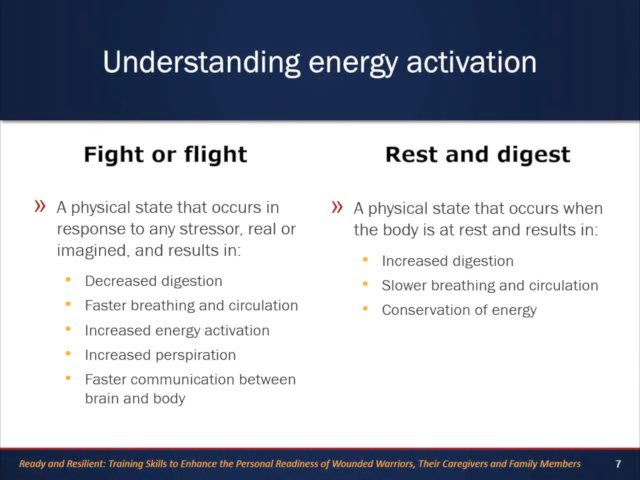 Understanding energy activation
Fight or flight
» A physical state that occurs in
response to any stressor, real or
imagined, and results in:
• Decreased digestion
• Faster breathing and circulation
• Increased energy activation
• Increased perspiration
• Faster communication between
brain and body
Rest and digest
» A physical state that occurs when
the body is at rest and results in:
• Increased digestion
• Slower breathing and circulation
• Conservation of energy
Ready and Resilient: Training Skills to Enhance the Personal Readiness of Wounded Warriors, Their Caregivers and Family Members
7